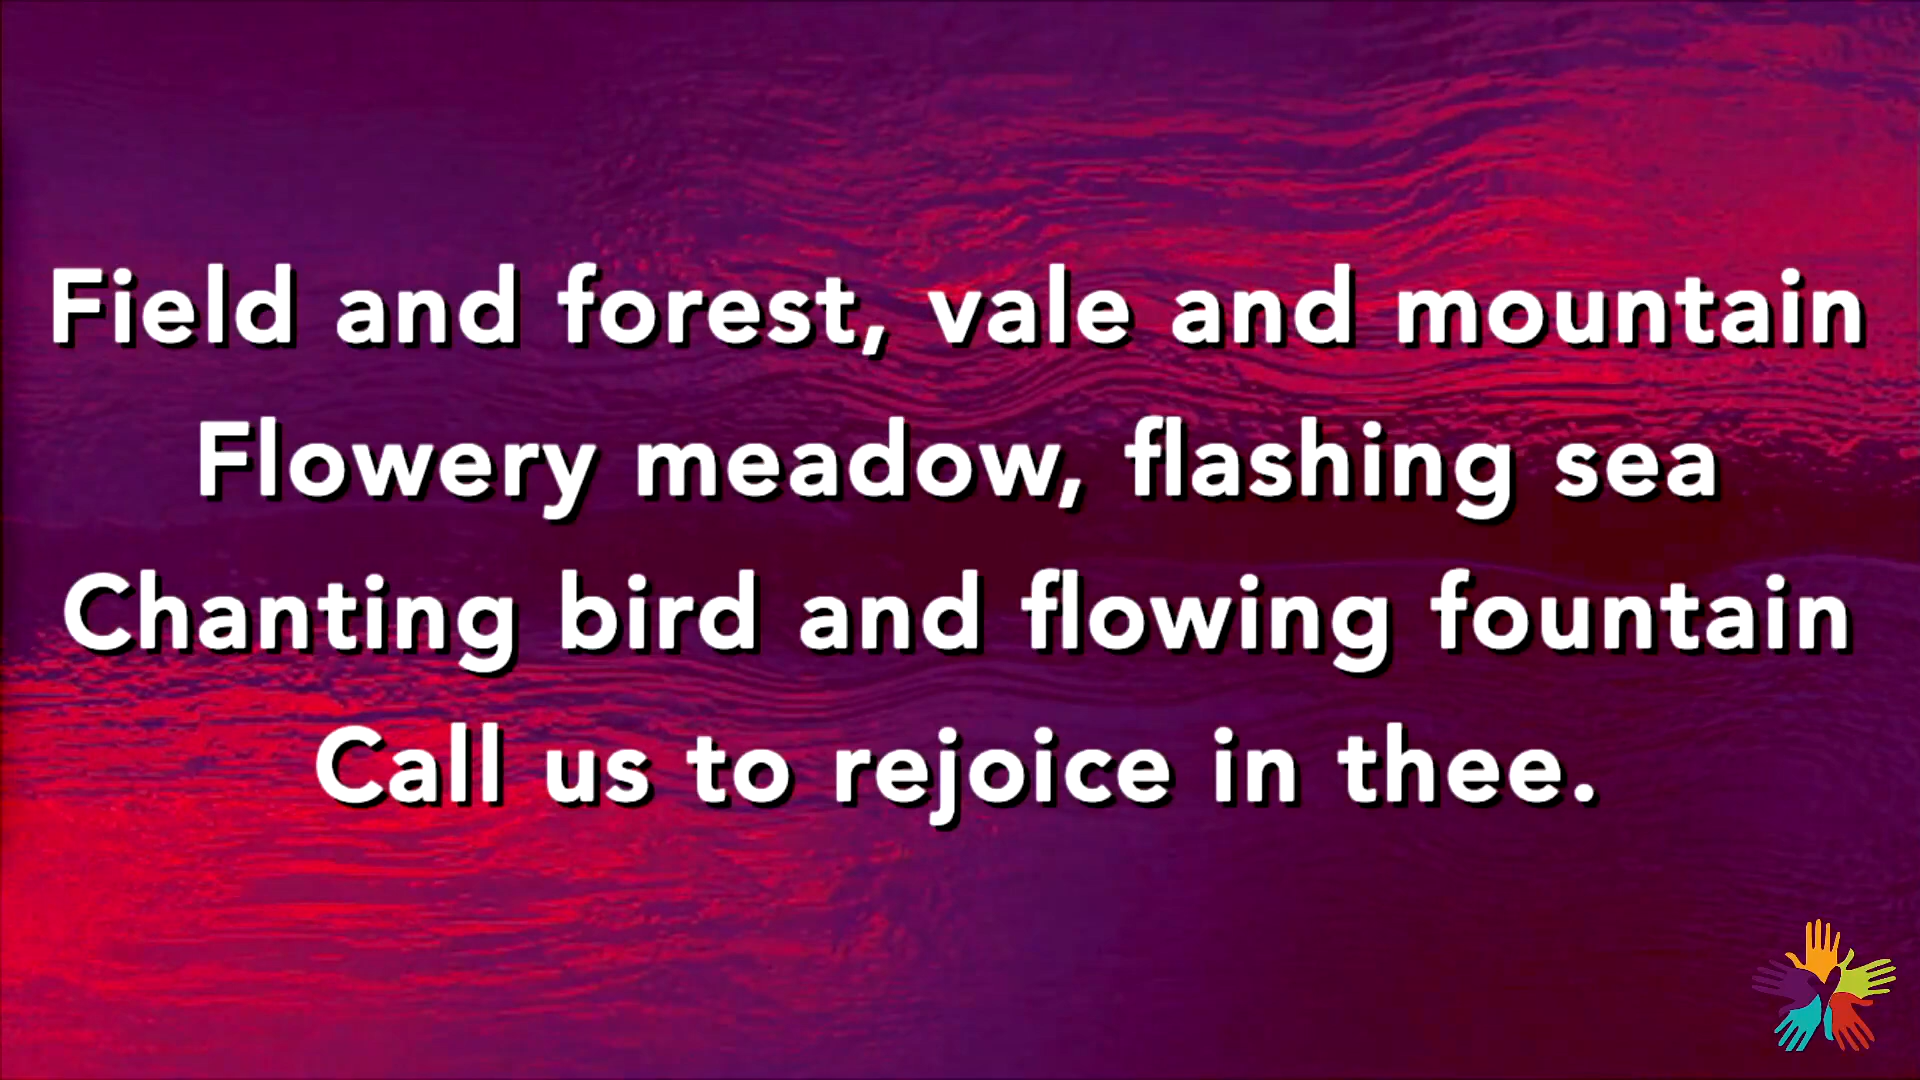 Field and forest, vale and mountain
Flowery meadow, flashing sea
Chanting bird and flowing fountain
Call us to rejoice in thee.